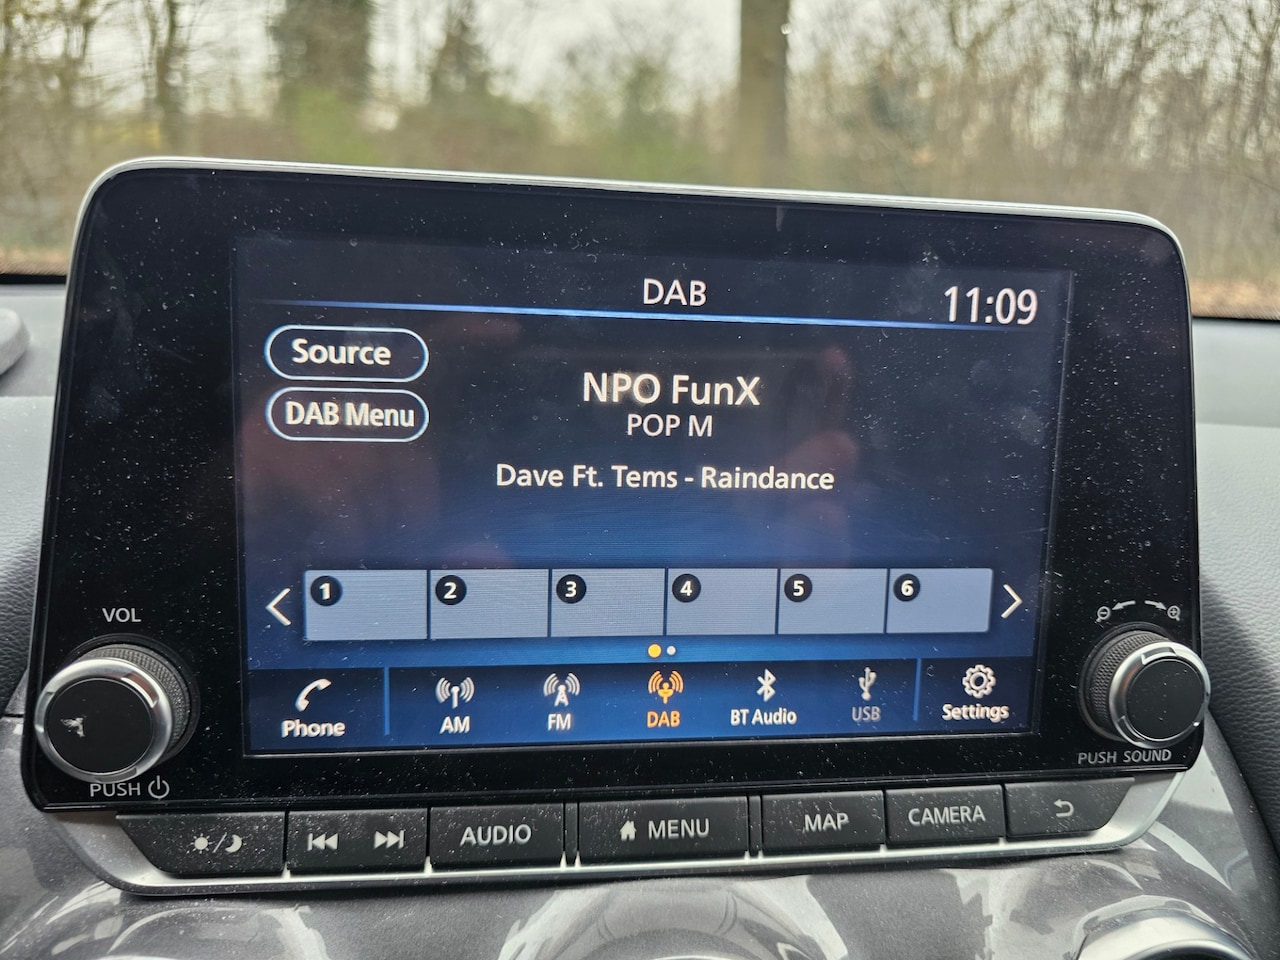 DAB
11:09
Source
DAB Menu
NPO FunX
POP M
Dave Ft. Tems - Raindance
1 2 3 4 5 6
Phone AM FM DAB BT Audio USB Settings
VOL
PUSH
PUSH SOUND
AUDIO MENU MAP CAMERA